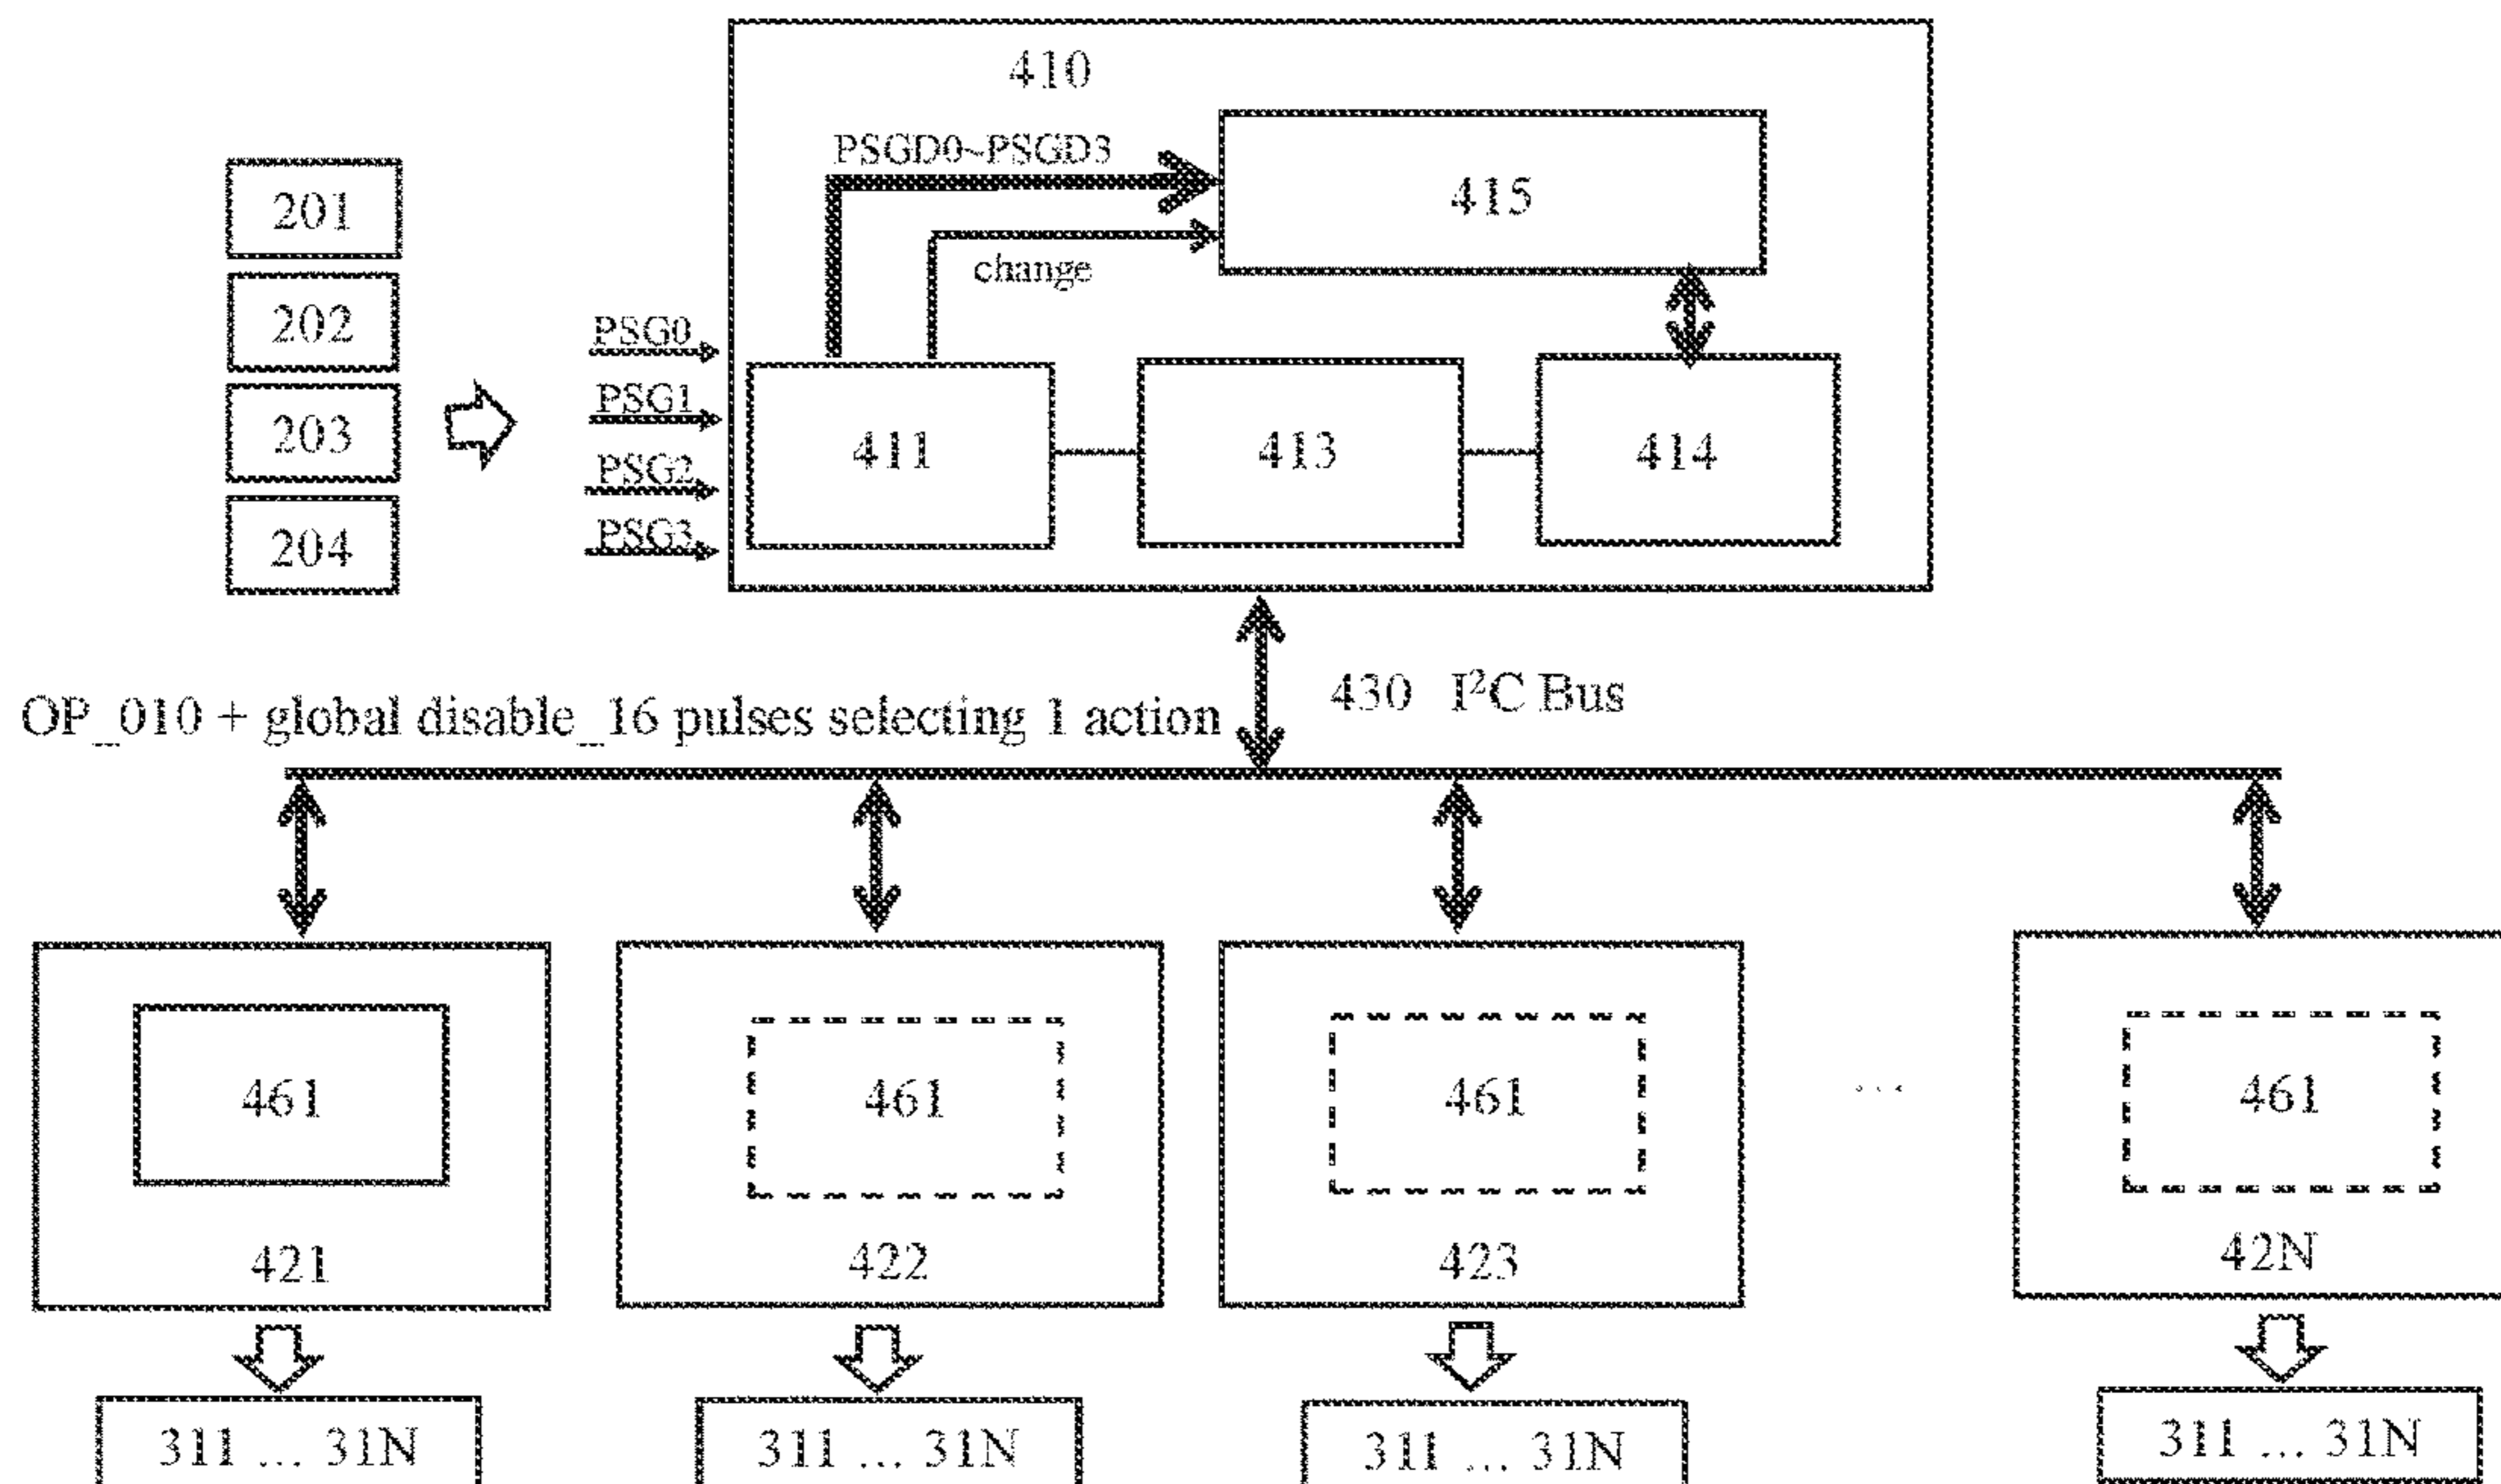 410
PSGD0~PSGD3
415
change
201
202
203
204
PSG0
PSG1
PSG2
PSG3
411
413
414
430 I²C Bus
OP_010 + global disable_16 pulses selecting 1 action
461
461
461
...
461
421
422
423
42N
311 ... 31N
311 ... 31N
311 ... 31N
311 ... 31N